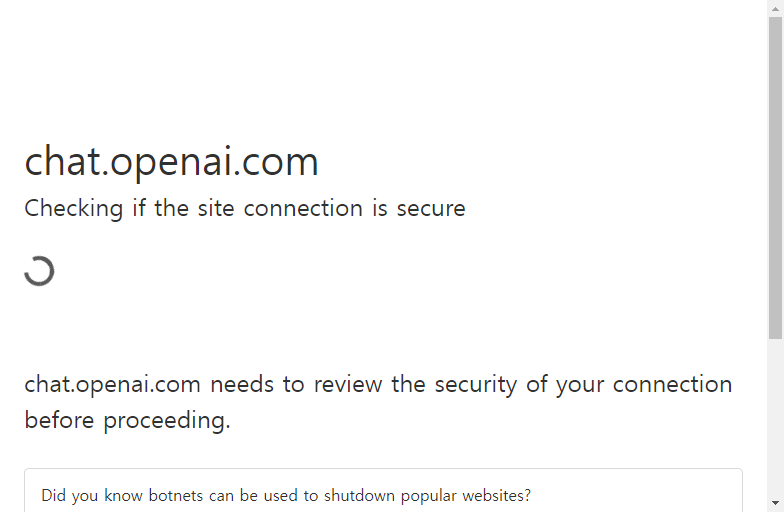 chat.openai.com
Checking if the site connection is secure
chat.openai.com needs to review the security of your connection
before proceeding.
Did you know botnets can be used to shutdown popular websites?